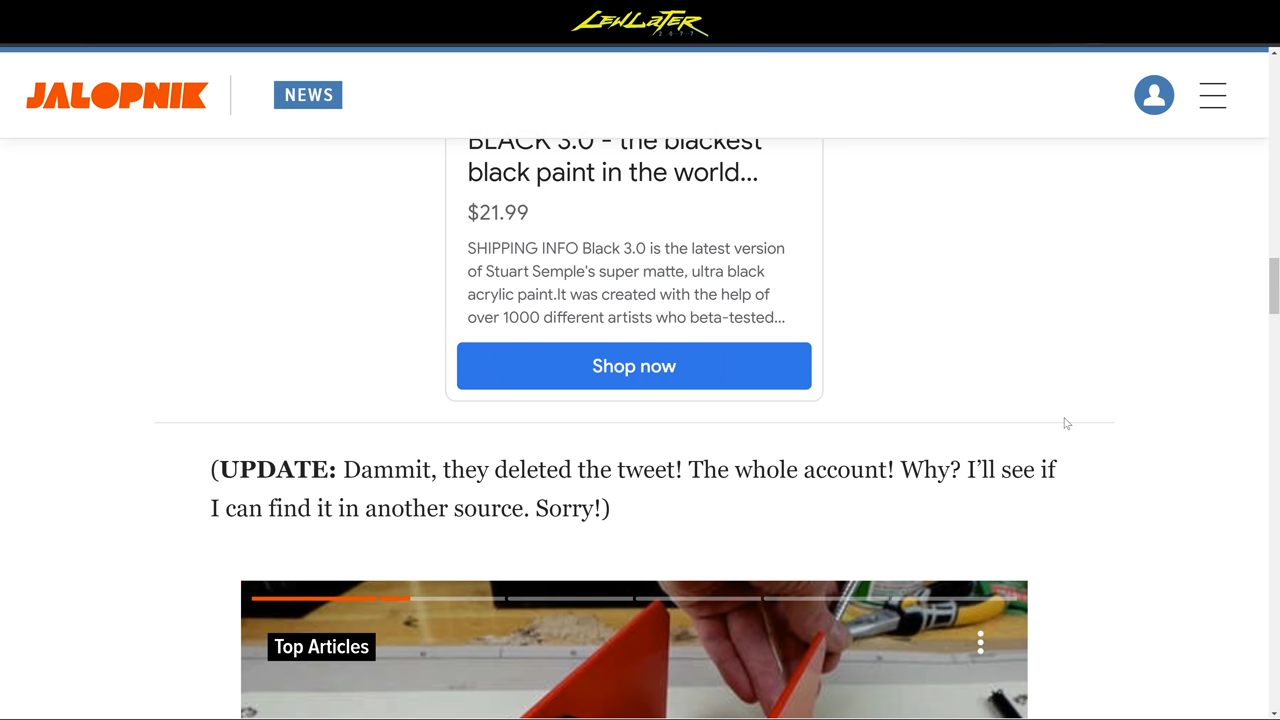 LEWLATER
2077
JALOPNIK
NEWS
BLACK 3.0 - the blackest
black paint in the world...
$21.99
SHIPPING INFO Black 3.0 is the latest version
of Stuart Semple's super matte, ultra black
acrylic paint.It was created with the help of
over 1000 different artists who beta-tested...
Shop now
(UPDATE: Dammit, they deleted the tweet! The whole account! Why? I’ll see if
I can find it in another source. Sorry!)
Top Articles